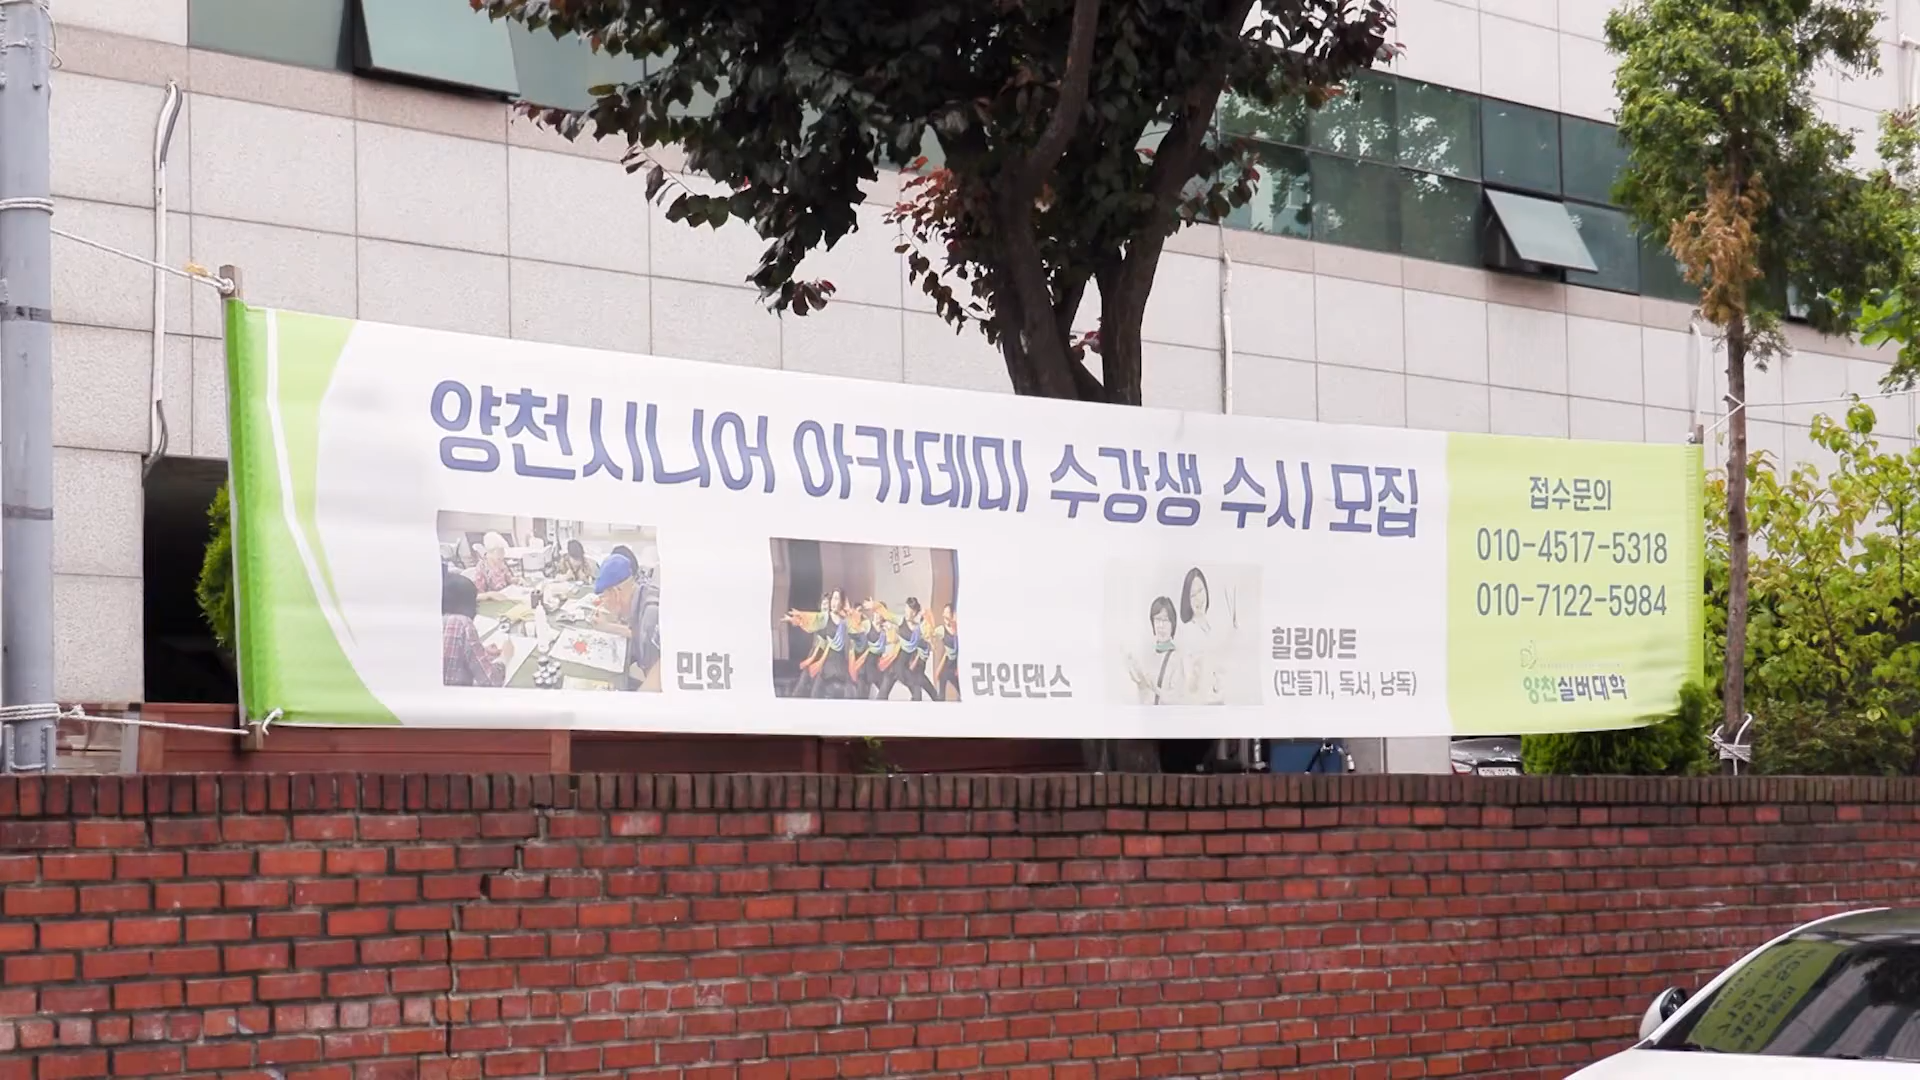 양천시니어 아카데미 수강생 수시 모집
캠프
민화
라인댄스
힐링아트
(만들기, 독서, 낭독)
접수문의
010-4517-5318
010-7122-5984
양천실버대학